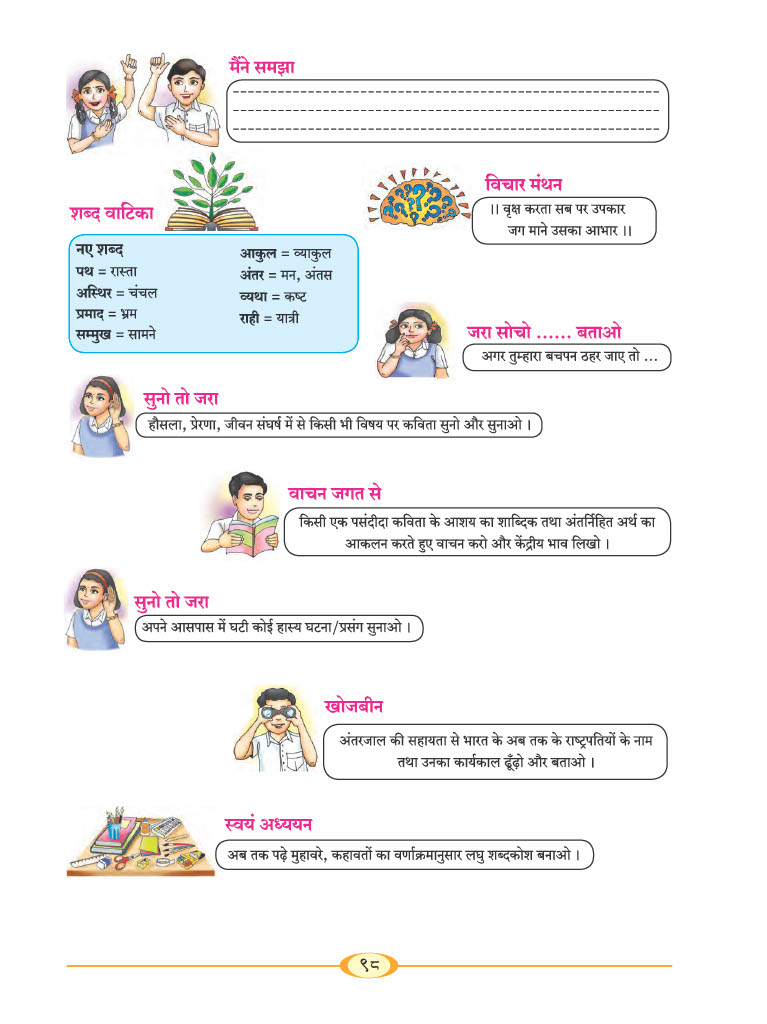 मैंने समझा
शब्द वाटिका
नए शब्द
पथ = रास्ता
अस्थिर = चंचल
प्रमाद = भ्रम
सम्मुख = सामने
आकुल = व्याकुल
अंतर = मन, अंतस
व्यथा = कष्ट
राही = यात्री
विचार मंथन
।। वृक्ष करता सब पर उपकार
जग माने उसका आभार ।।
जरा सोचो ...... बताओ
अगर तुम्हारा बचपन ठहर जाए तो ...
सुनो तो जरा
हौसला, प्रेरणा, जीवन संघर्ष में से किसी भी विषय पर कविता सुनो और सुनाओ ।
वाचन जगत से
किसी एक पसंदीदा कविता के आशय का शाब्दिक तथा अंतर्निहित अर्थ का
आकलन करते हुए वाचन करो और केंद्रीय भाव लिखो ।
सुनो तो जरा
अपने आसपास में घटी कोई हास्य घटना/प्रसंग सुनाओ ।
खोजबीन
अंतरजाल की सहायता से भारत के अब तक के राष्ट्रपतियों के नाम
तथा उनका कार्यकाल ढूँढ़ो और बताओ ।
स्वयं अध्ययन
अब तक पढ़े मुहावरे, कहावतों का वर्णाक्रमानुसार लघु शब्दकोश बनाओ ।
९८